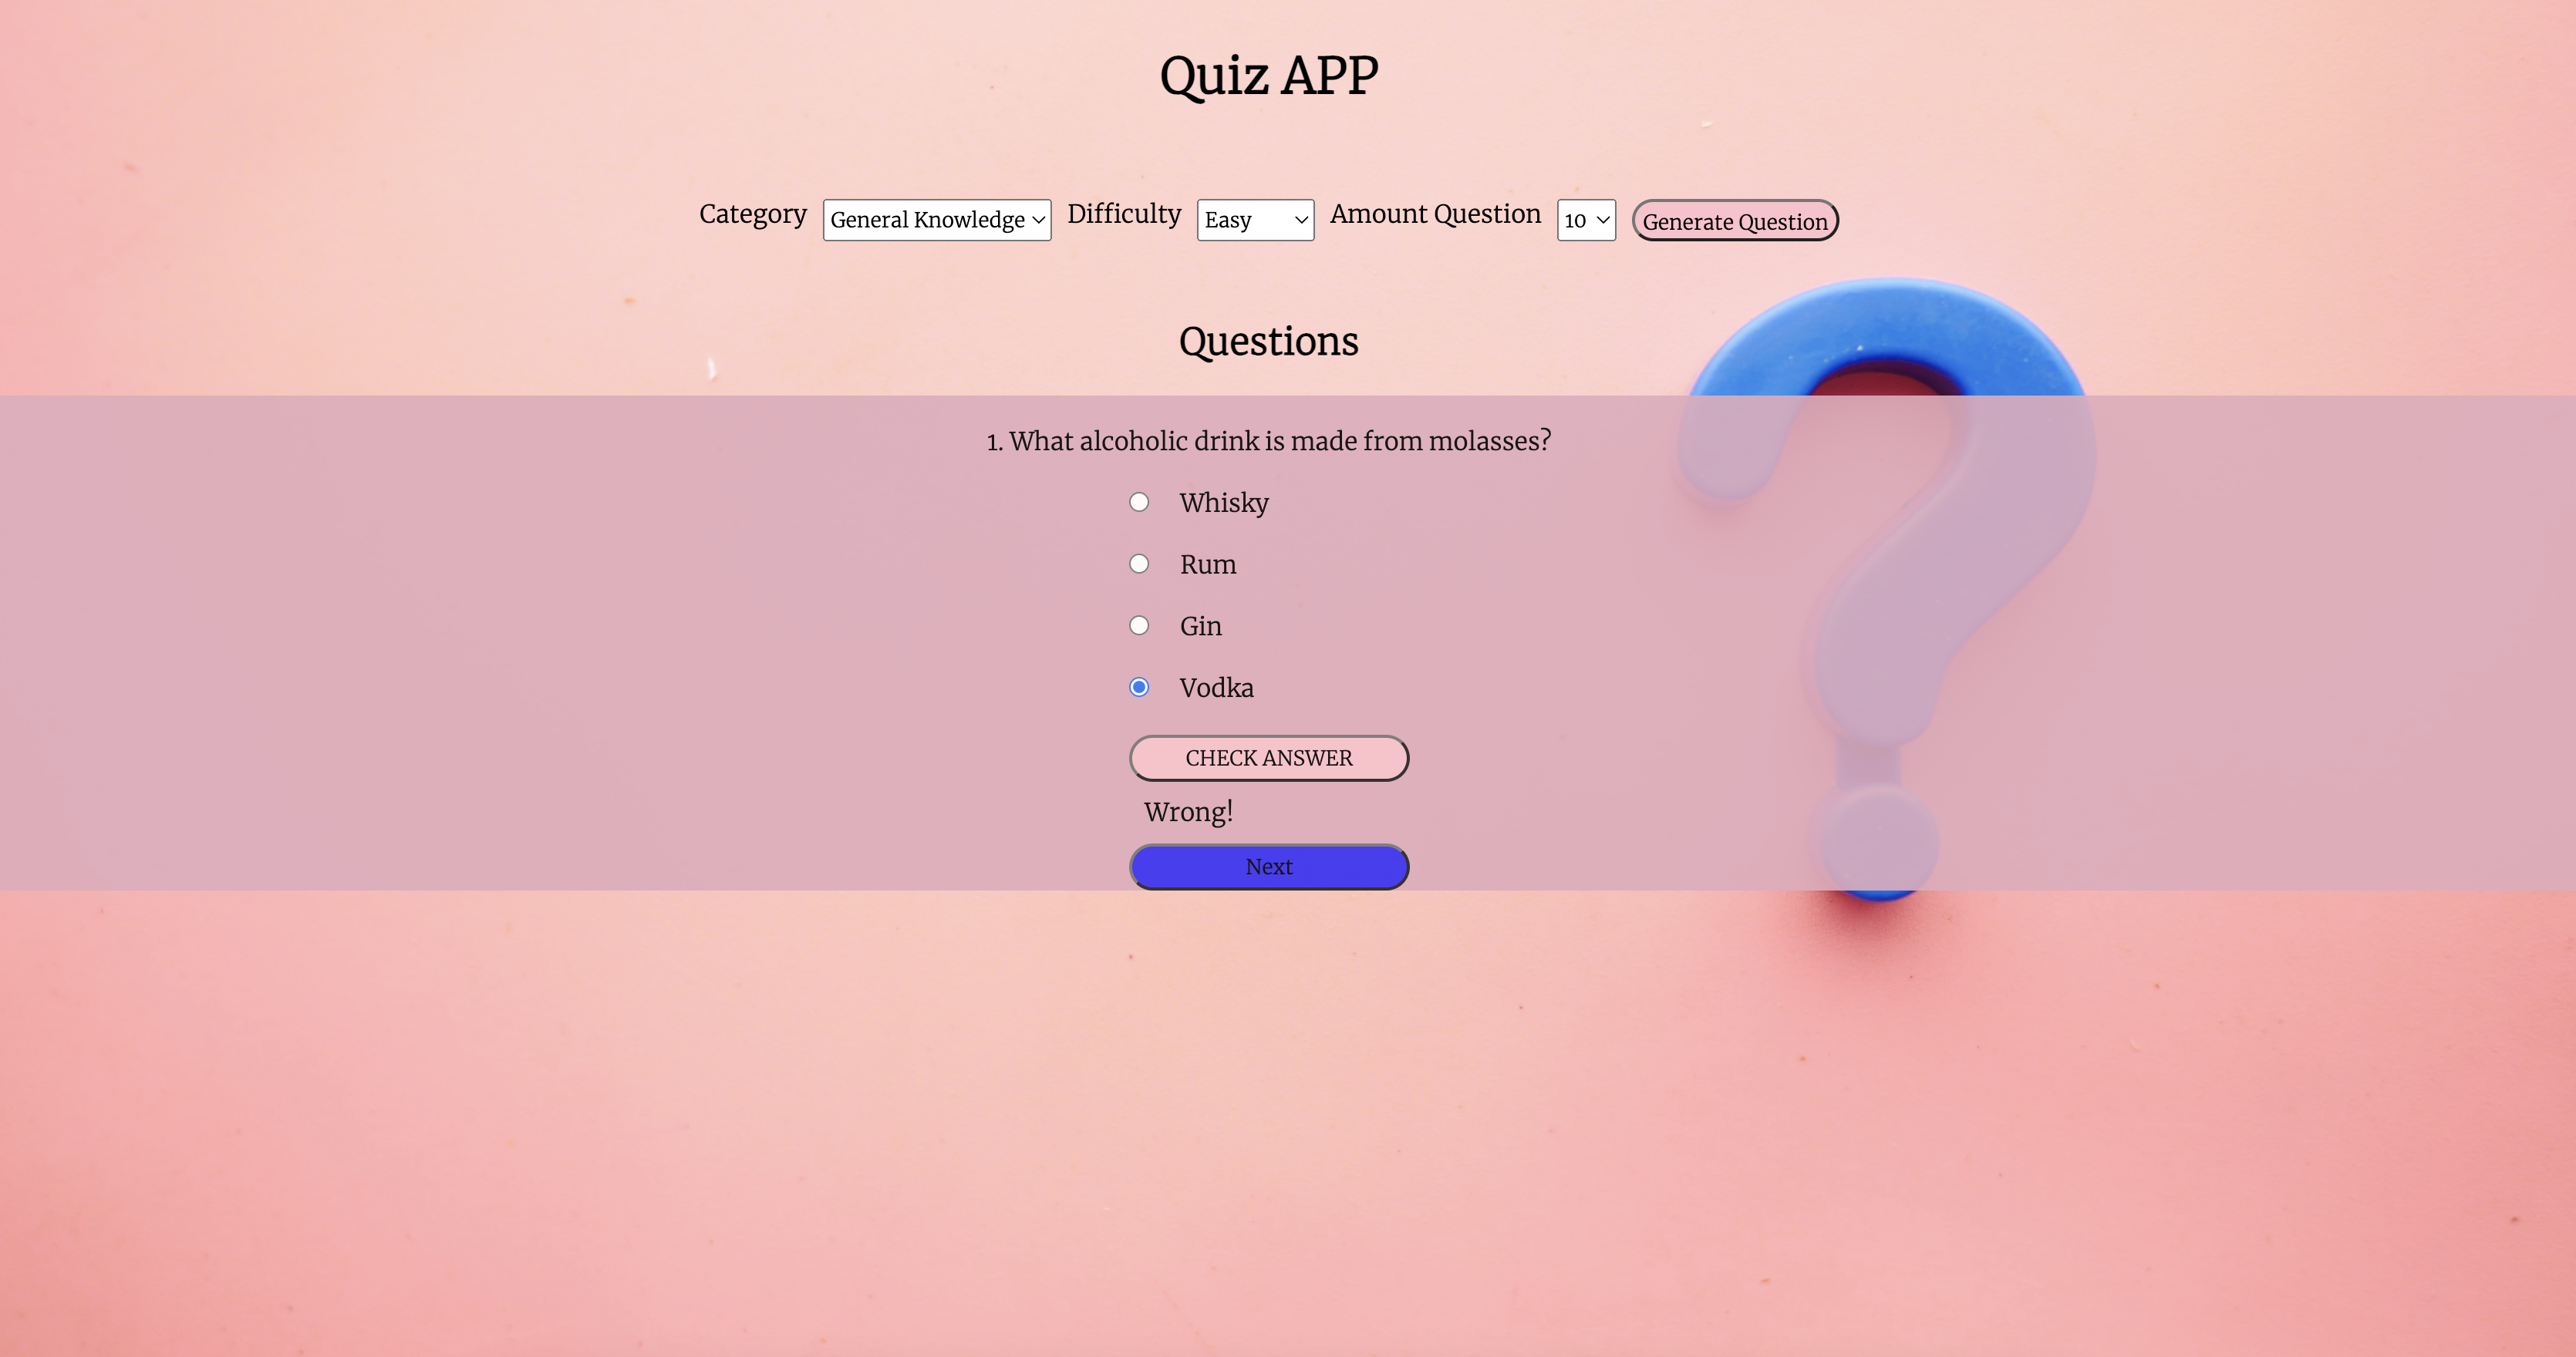 Quiz APP
Category General Knowledge Difficulty Easy Amount Question 10 Generate Question
Questions
1. What alcoholic drink is made from molasses?
Whisky
Rum
Gin
Vodka
CHECK ANSWER
Wrong!
Next